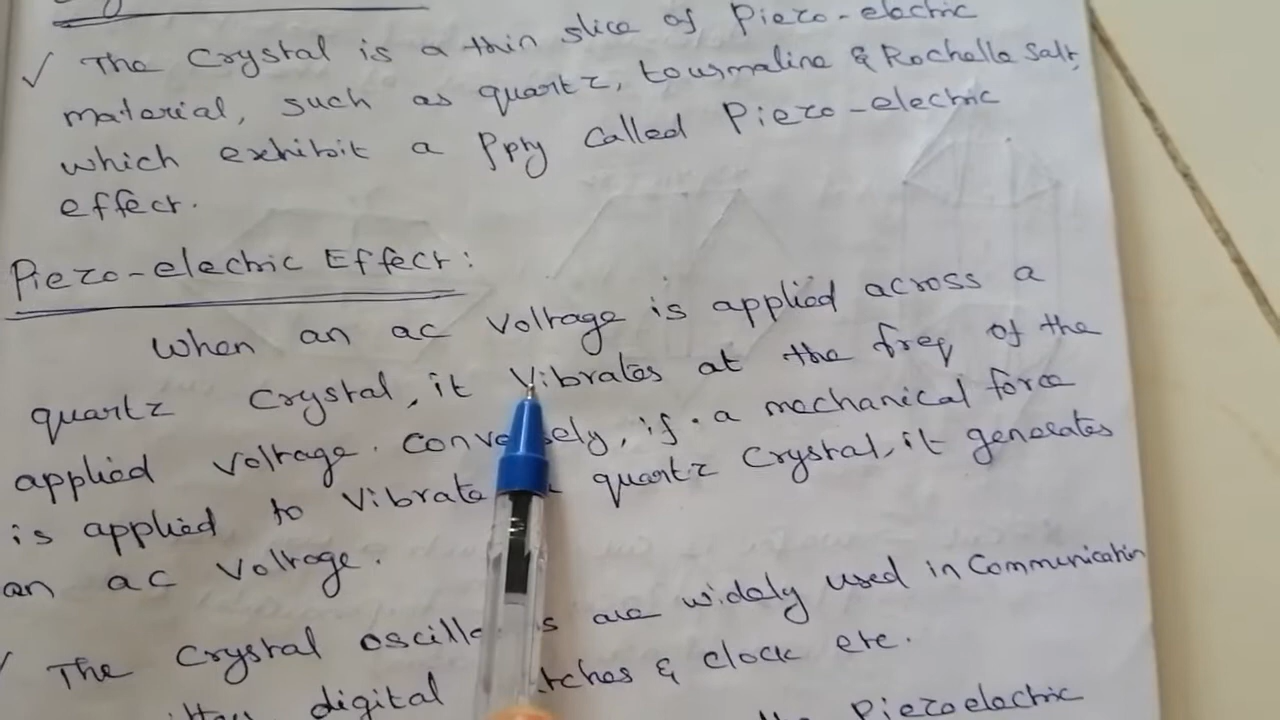 ✓ The Crystal is a thin slice of Piezo-electric
material, such as quartz, tourmaline & Rochelle Salt,
which exhibit a Ppty Called Piezo-electric
effect.
Piezo-electric Effect:
When an ac Voltage is applied across a
quartz Crystal, it Vibrates at the freq of the
applied Voltage. Conversely, if a mechanical force
is applied to Vibrate quartz Crystal, it generates
an ac Voltage.
The Crystal are widely used in Communication
digital & clock etc.
Piezoelectric